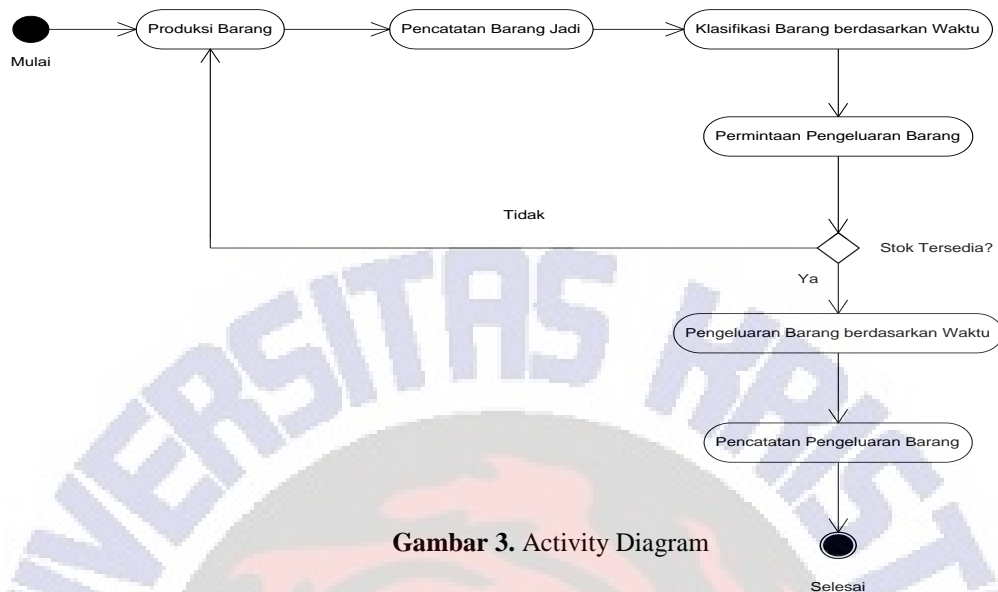 Produksi Barang
Pencatatan Barang Jadi
Klasifikasi Barang berdasarkan Waktu
Mulai
Permintaan Pengeluaran Barang
Tidak
Stok Tersedia?
Ya
Pengeluaran Barang berdasarkan Waktu
Pencatatan Pengeluaran Barang
Gambar 3. Activity Diagram
Selesai